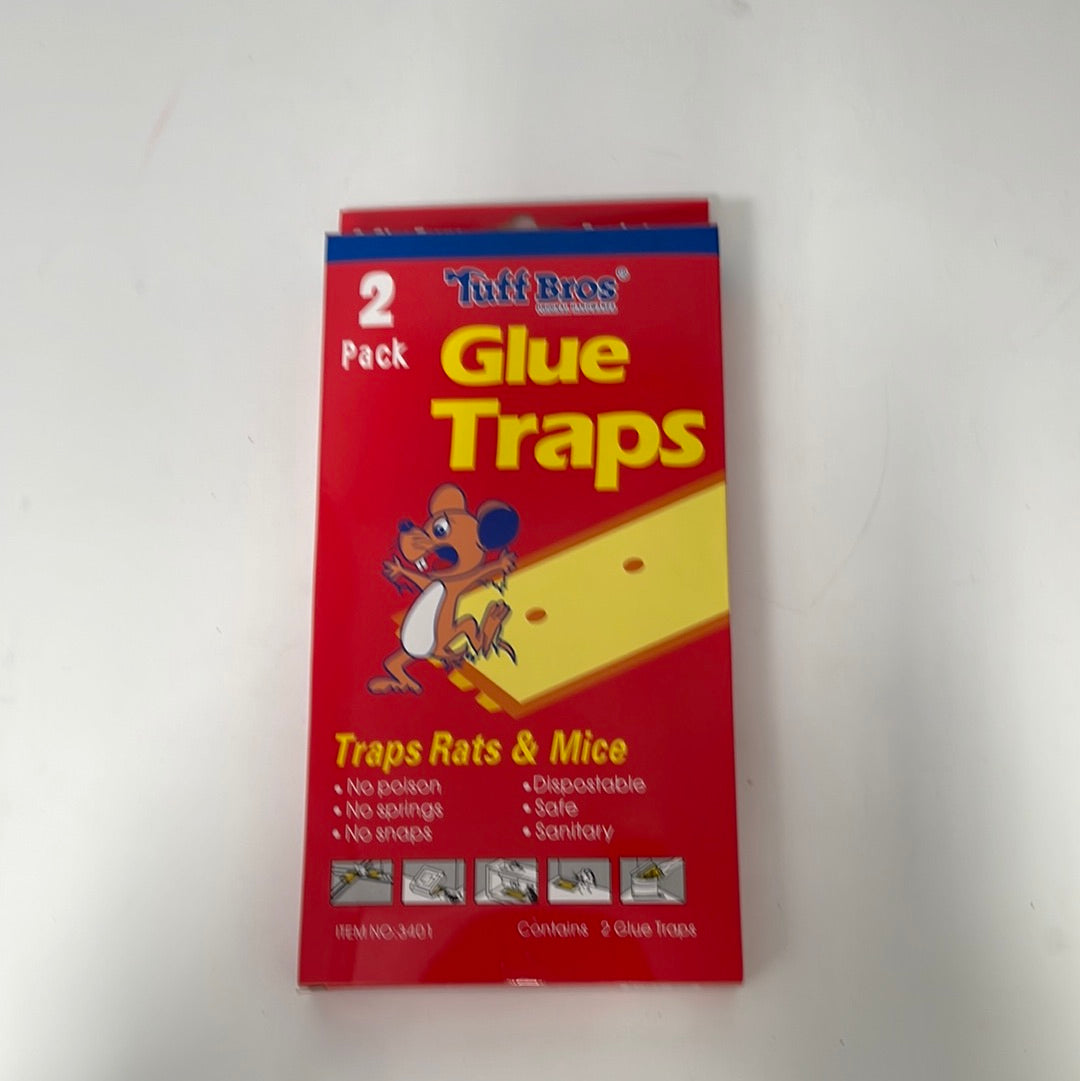 2
Pack
Tuff Bros®
Glue
Traps
Traps Rats & Mice
• No poison
• No springs
• No snaps
• Dispostable
• Safe
• Sanitary
ITEM NO:3401
Contains 2 Glue Traps